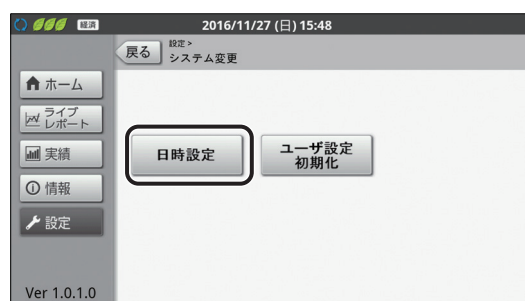 経済
2016/11/27 (日) 15:48
戻る
設定 >
システム変更
ホーム
ライブ
レポート
実績
情報
設定
日時設定
ユーザ設定
初期化
Ver 1.0.1.0